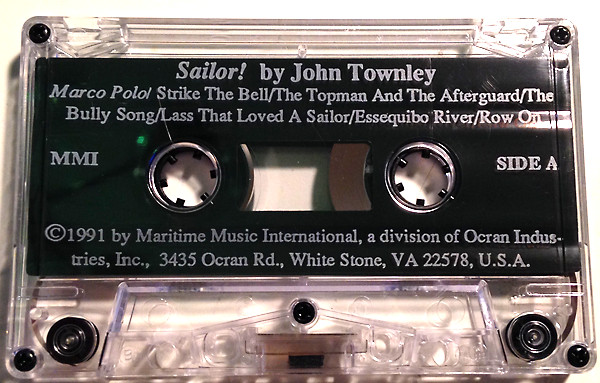 Sailor! by John Townley
Marco Polo/ Strike The Bell/The Topman And The Afterguard/The
Bully Song/Lass That Loved A Sailor/Essequibo River/Row On
MMI
SIDE A
©1991 by Maritime Music International, a division of Ocran Indus-
tries, Inc., 3435 Ocran Rd., White Stone, VA 22578, U.S.A.